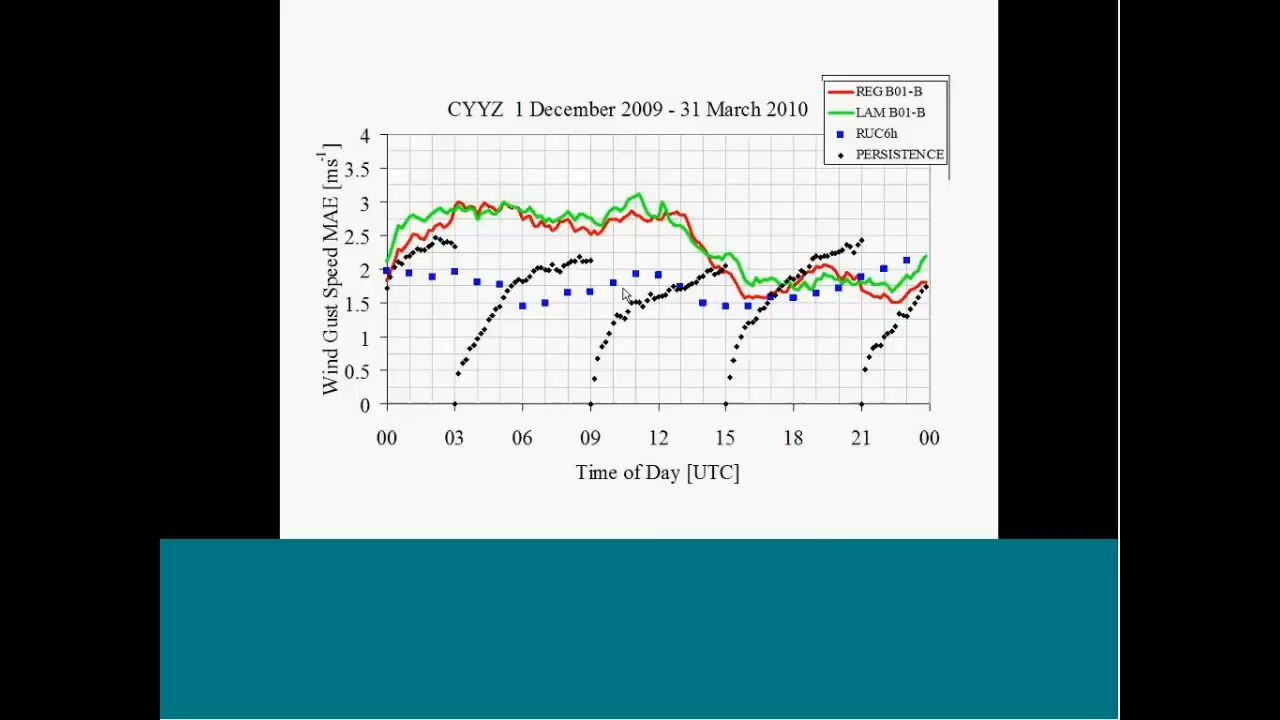 CYYZ 1 December 2009 - 31 March 2010
REG B01-B
LAM B01-B
RUC6h
PERSISTENCE
Wind Gust Speed MAE [ms-1]
4
3.5
3
2.5
2
1.5
1
0.5
0
00 03 06 09 12 15 18 21 00
Time of Day [UTC]